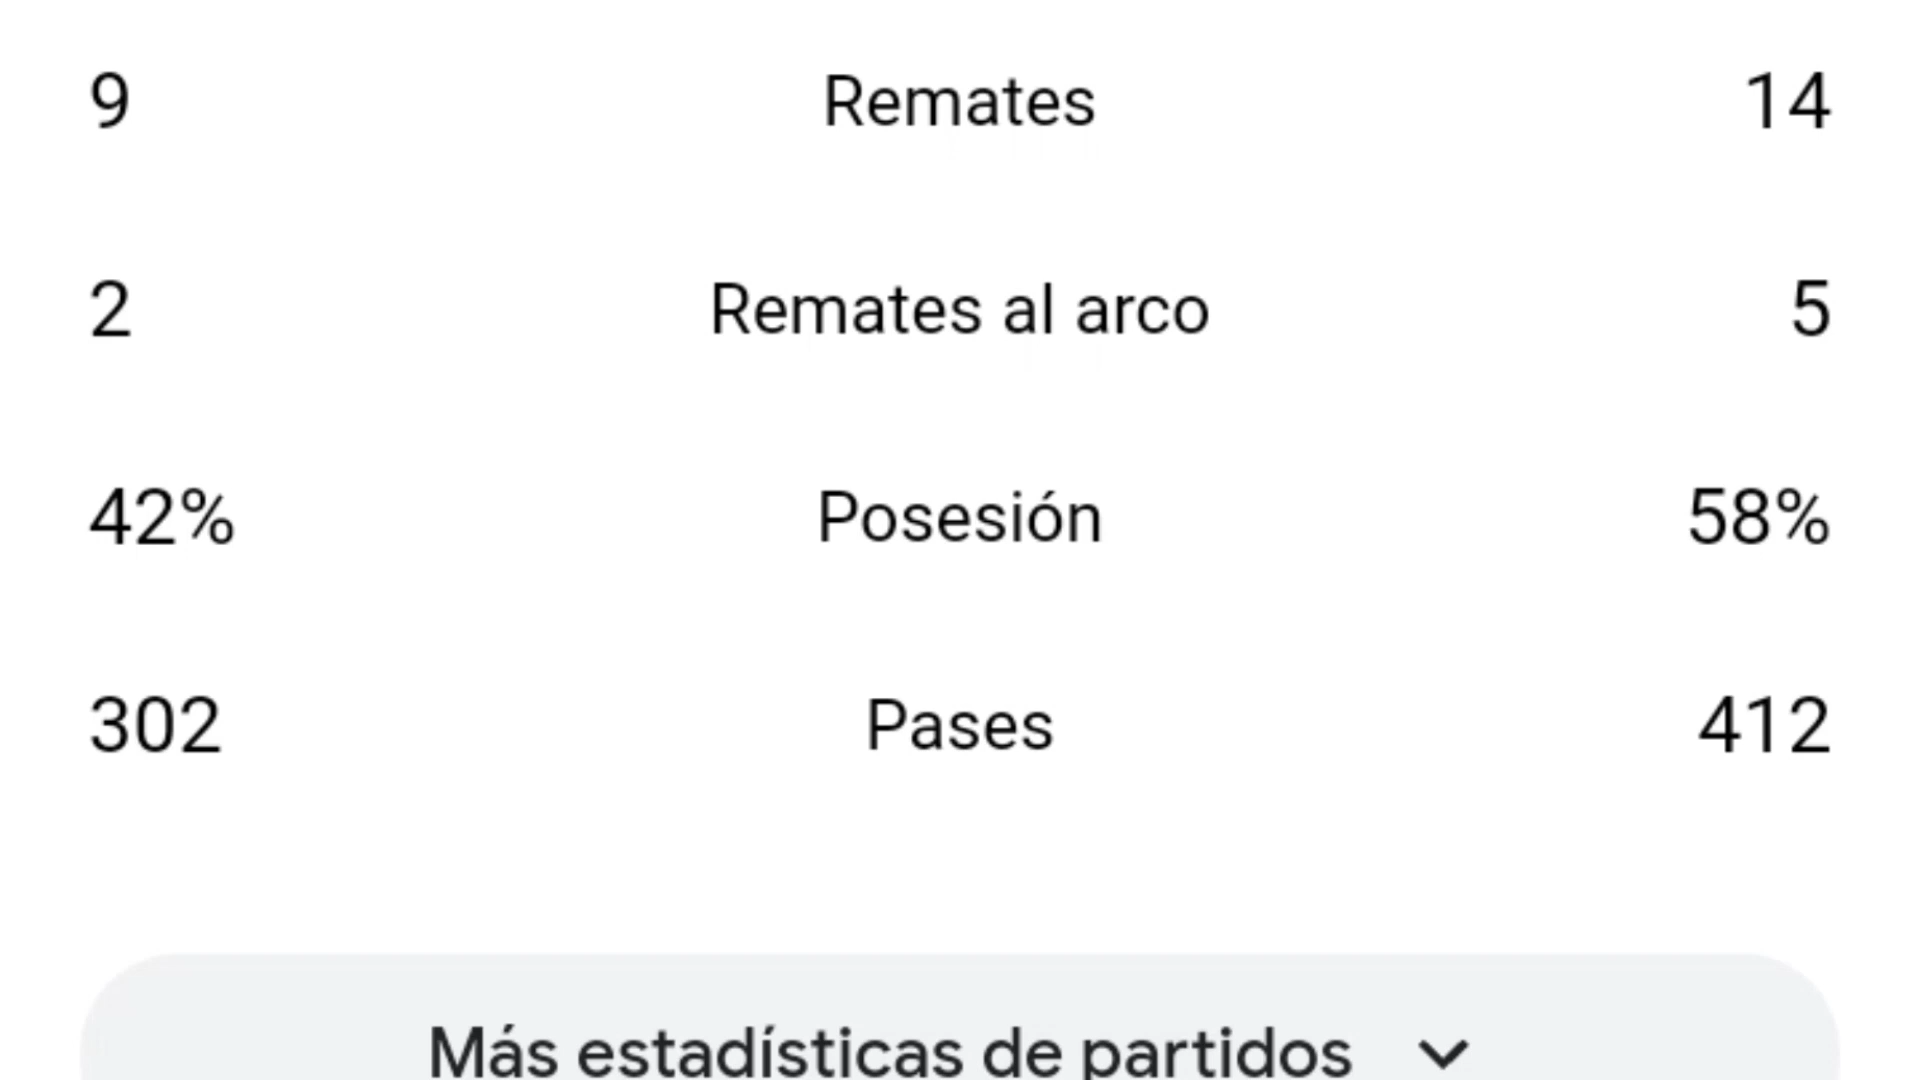 9 Remates 14
2 Remates al arco 5
42% Posesión 58%
302 Pases 412
Más estadísticas de partidos